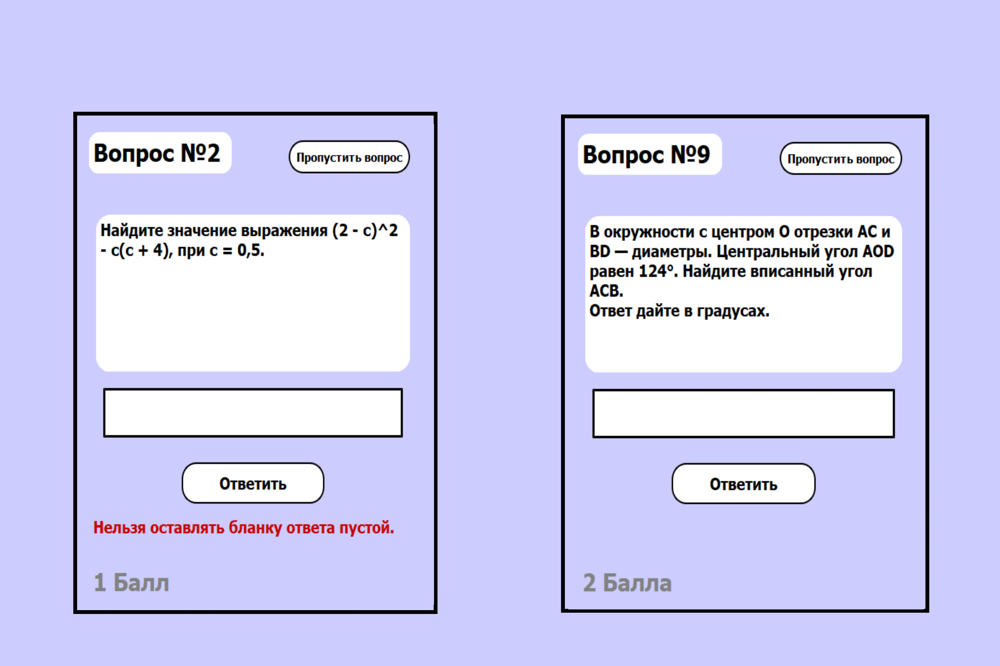 Вопрос №2
Пропустить вопрос
Найдите значение выражения (2 - c)^2
- c(c + 4), при c = 0,5.
Ответить
Нельзя оставлять бланку ответа пустой.
1 Балл
Вопрос №9
Пропустить вопрос
В окружности с центром O отрезки AC и
BD — диаметры. Центральный угол AOD
равен 124°. Найдите вписанный угол
ACB.
Ответ дайте в градусах.
Ответить
2 Балла